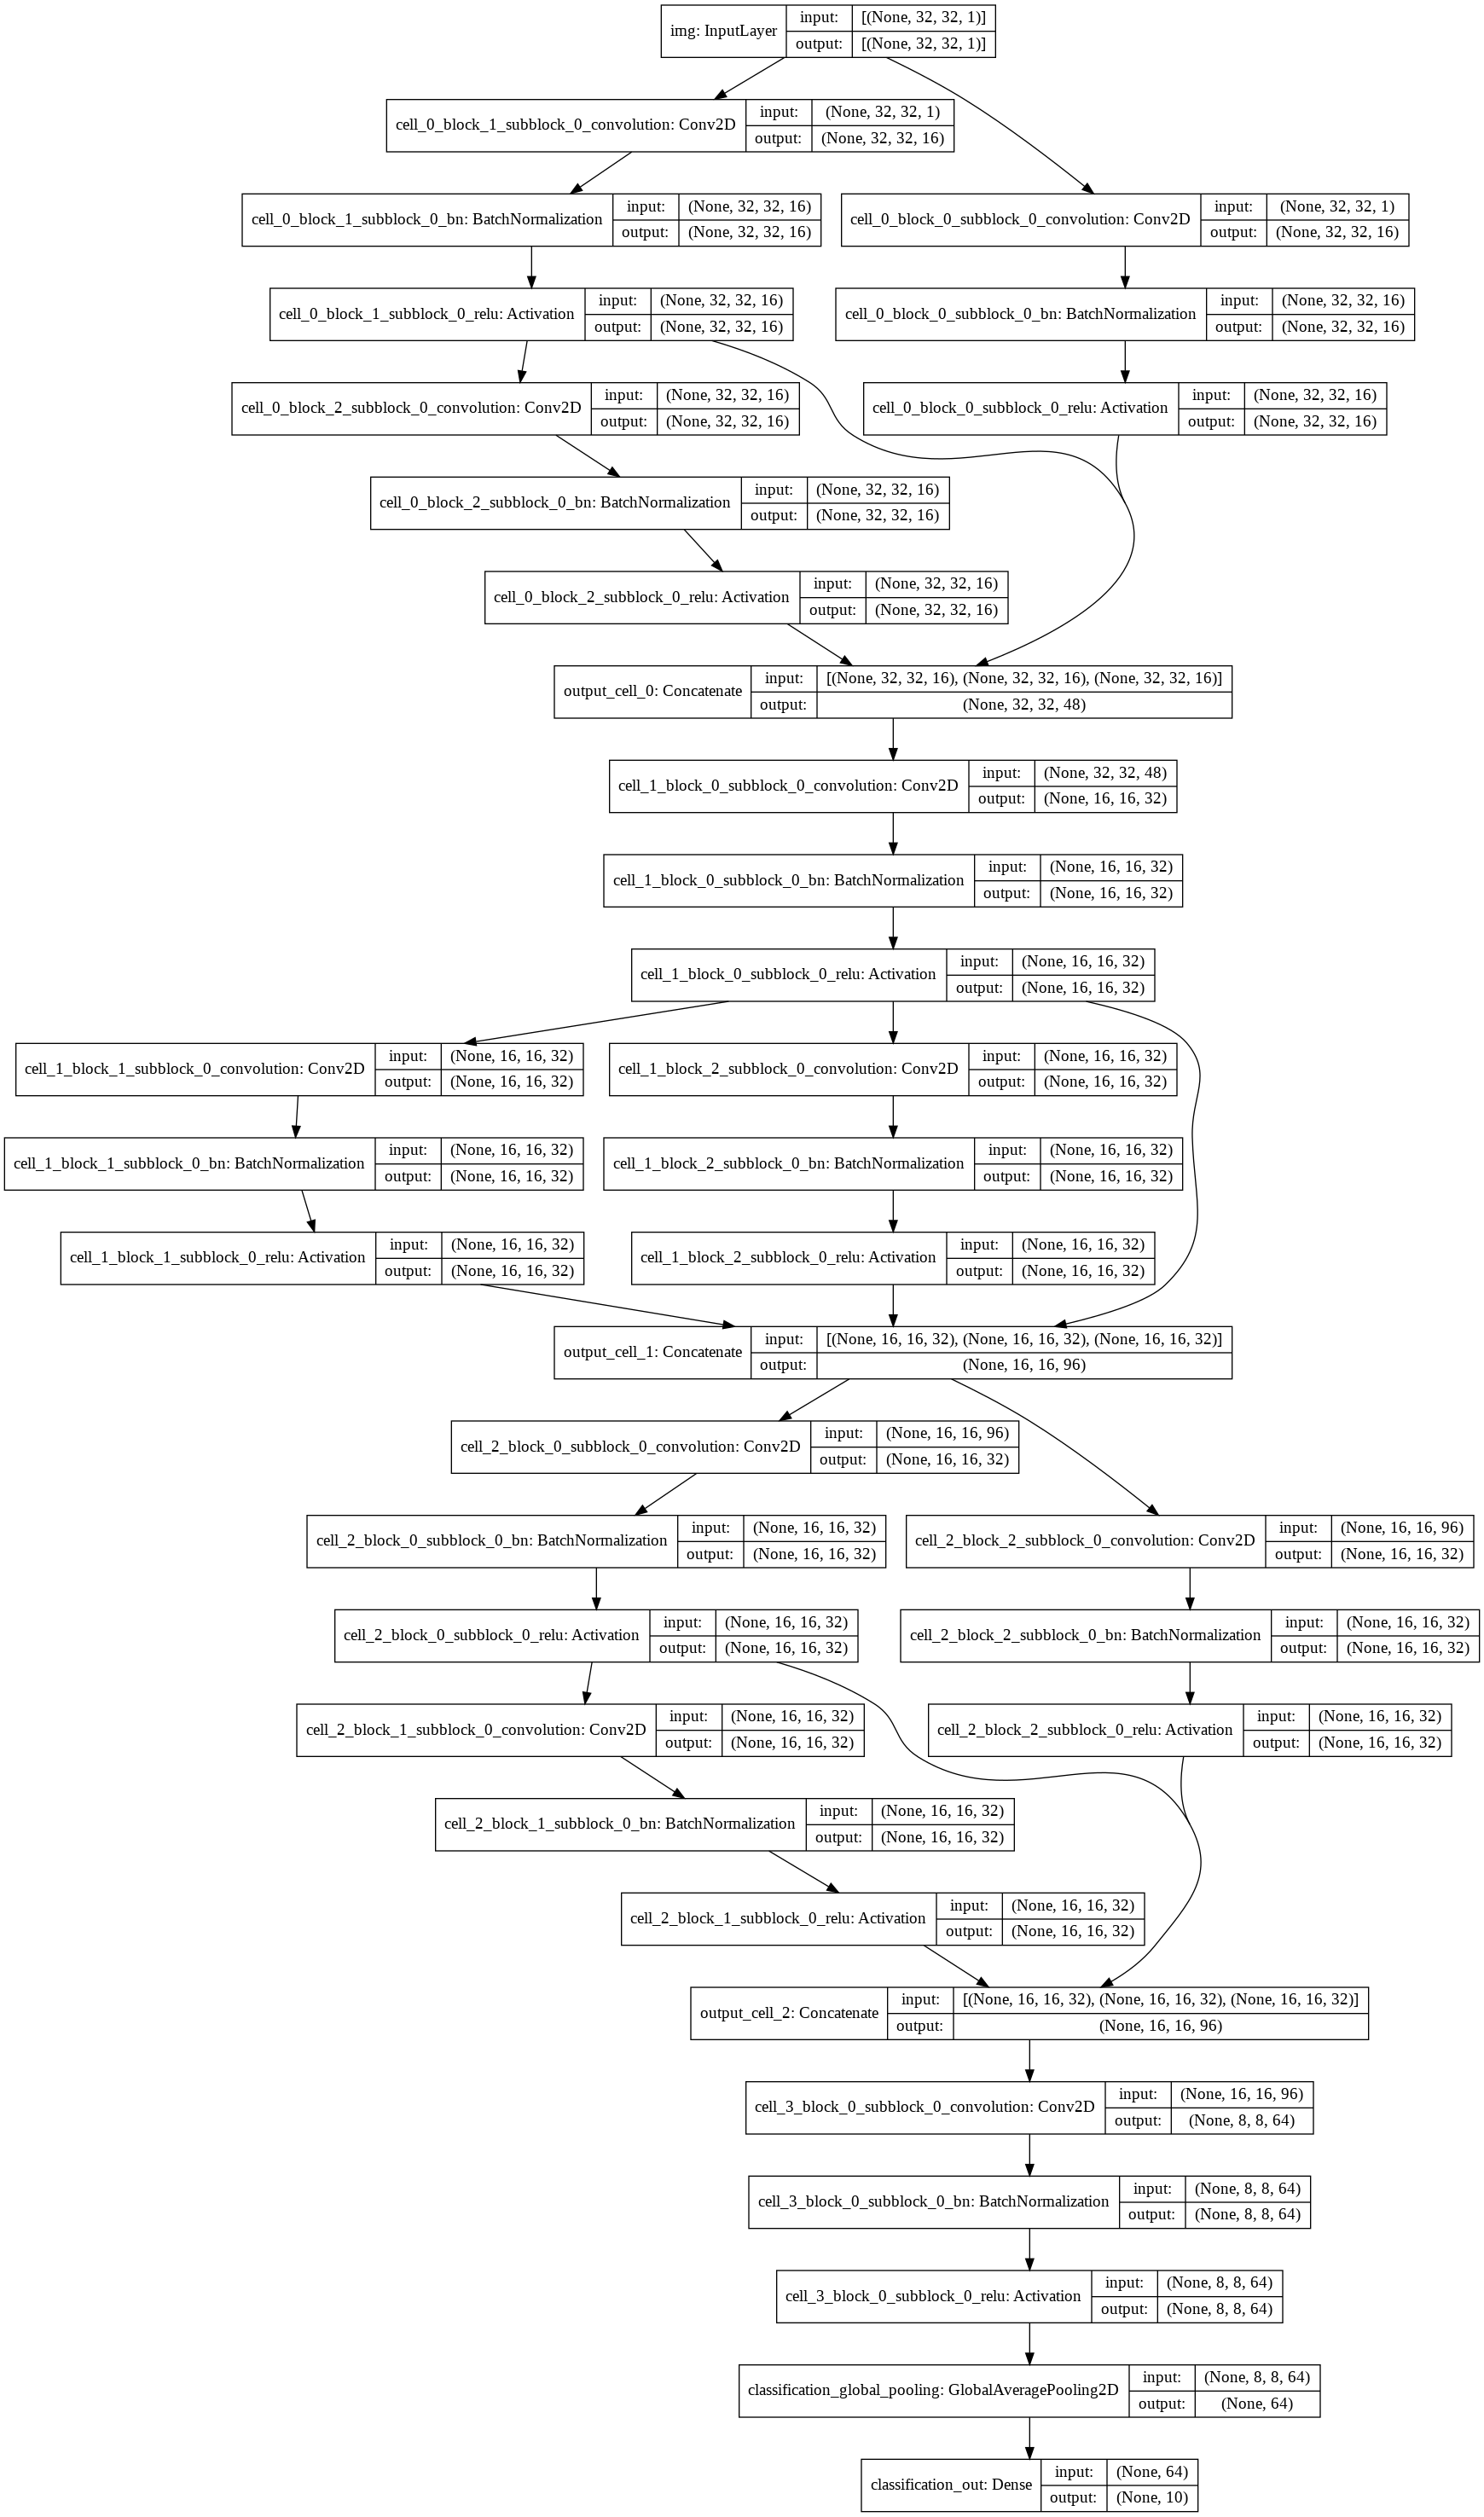 img: InputLayer
input:
[(None, 32, 32, 1)]
output:
[(None, 32, 32, 1)]
cell_0_block_1_subblock_0_convolution: Conv2D
input:
(None, 32, 32, 1)
output:
(None, 32, 32, 16)
cell_0_block_1_subblock_0_bn: BatchNormalization
input:
(None, 32, 32, 16)
output:
(None, 32, 32, 16)
cell_0_block_0_subblock_0_convolution: Conv2D
input:
(None, 32, 32, 1)
output:
(None, 32, 32, 16)
cell_0_block_1_subblock_0_relu: Activation
input:
(None, 32, 32, 16)
output:
(None, 32, 32, 16)
cell_0_block_0_subblock_0_bn: BatchNormalization
input:
(None, 32, 32, 16)
output:
(None, 32, 32, 16)
cell_0_block_2_subblock_0_convolution: Conv2D
input:
(None, 32, 32, 16)
output:
(None, 32, 32, 16)
cell_0_block_0_subblock_0_relu: Activation
input:
(None, 32, 32, 16)
output:
(None, 32, 32, 16)
cell_0_block_2_subblock_0_bn: BatchNormalization
input:
(None, 32, 32, 16)
output:
(None, 32, 32, 16)
cell_0_block_2_subblock_0_relu: Activation
input:
(None, 32, 32, 16)
output:
(None, 32, 32, 16)
output_cell_0: Concatenate
input:
[(None, 32, 32, 16), (None, 32, 32, 16), (None, 32, 32, 16)]
output:
(None, 32, 32, 48)
cell_1_block_0_subblock_0_convolution: Conv2D
input:
(None, 32, 32, 48)
output:
(None, 16, 16, 32)
cell_1_block_0_subblock_0_bn: BatchNormalization
input:
(None, 16, 16, 32)
output:
(None, 16, 16, 32)
cell_1_block_0_subblock_0_relu: Activation
input:
(None, 16, 16, 32)
output:
(None, 16, 16, 32)
cell_1_block_1_subblock_0_convolution: Conv2D
input:
(None, 16, 16, 32)
output:
(None, 16, 16, 32)
cell_1_block_2_subblock_0_convolution: Conv2D
input:
(None, 16, 16, 32)
output:
(None, 16, 16, 32)
cell_1_block_1_subblock_0_bn: BatchNormalization
input:
(None, 16, 16, 32)
output:
(None, 16, 16, 32)
cell_1_block_2_subblock_0_bn: BatchNormalization
input:
(None, 16, 16, 32)
output:
(None, 16, 16, 32)
cell_1_block_1_subblock_0_relu: Activation
input:
(None, 16, 16, 32)
output:
(None, 16, 16, 32)
cell_1_block_2_subblock_0_relu: Activation
input:
(None, 16, 16, 32)
output:
(None, 16, 16, 32)
output_cell_1: Concatenate
input:
[(None, 16, 16, 32), (None, 16, 16, 32), (None, 16, 16, 32)]
output:
(None, 16, 16, 96)
cell_2_block_0_subblock_0_convolution: Conv2D
input:
(None, 16, 16, 96)
output:
(None, 16, 16, 32)
cell_2_block_0_subblock_0_bn: BatchNormalization
input:
(None, 16, 16, 32)
output:
(None, 16, 16, 32)
cell_2_block_2_subblock_0_convolution: Conv2D
input:
(None, 16, 16, 96)
output:
(None, 16, 16, 32)
cell_2_block_0_subblock_0_relu: Activation
input:
(None, 16, 16, 32)
output:
(None, 16, 16, 32)
cell_2_block_2_subblock_0_bn: BatchNormalization
input:
(None, 16, 16, 32)
output:
(None, 16, 16, 32)
cell_2_block_1_subblock_0_convolution: Conv2D
input:
(None, 16, 16, 32)
output:
(None, 16, 16, 32)
cell_2_block_2_subblock_0_relu: Activation
input:
(None, 16, 16, 32)
output:
(None, 16, 16, 32)
cell_2_block_1_subblock_0_bn: BatchNormalization
input:
(None, 16, 16, 32)
output:
(None, 16, 16, 32)
cell_2_block_1_subblock_0_relu: Activation
input:
(None, 16, 16, 32)
output:
(None, 16, 16, 32)
output_cell_2: Concatenate
input:
[(None, 16, 16, 32), (None, 16, 16, 32), (None, 16, 16, 32)]
output:
(None, 16, 16, 96)
cell_3_block_0_subblock_0_convolution: Conv2D
input:
(None, 16, 16, 96)
output:
(None, 8, 8, 64)
cell_3_block_0_subblock_0_bn: BatchNormalization
input:
(None, 8, 8, 64)
output:
(None, 8, 8, 64)
cell_3_block_0_subblock_0_relu: Activation
input:
(None, 8, 8, 64)
output:
(None, 8, 8, 64)
classification_global_pooling: GlobalAveragePooling2D
input:
(None, 8, 8, 64)
output:
(None, 64)
classification_out: Dense
input:
(None, 64)
output:
(None, 10)